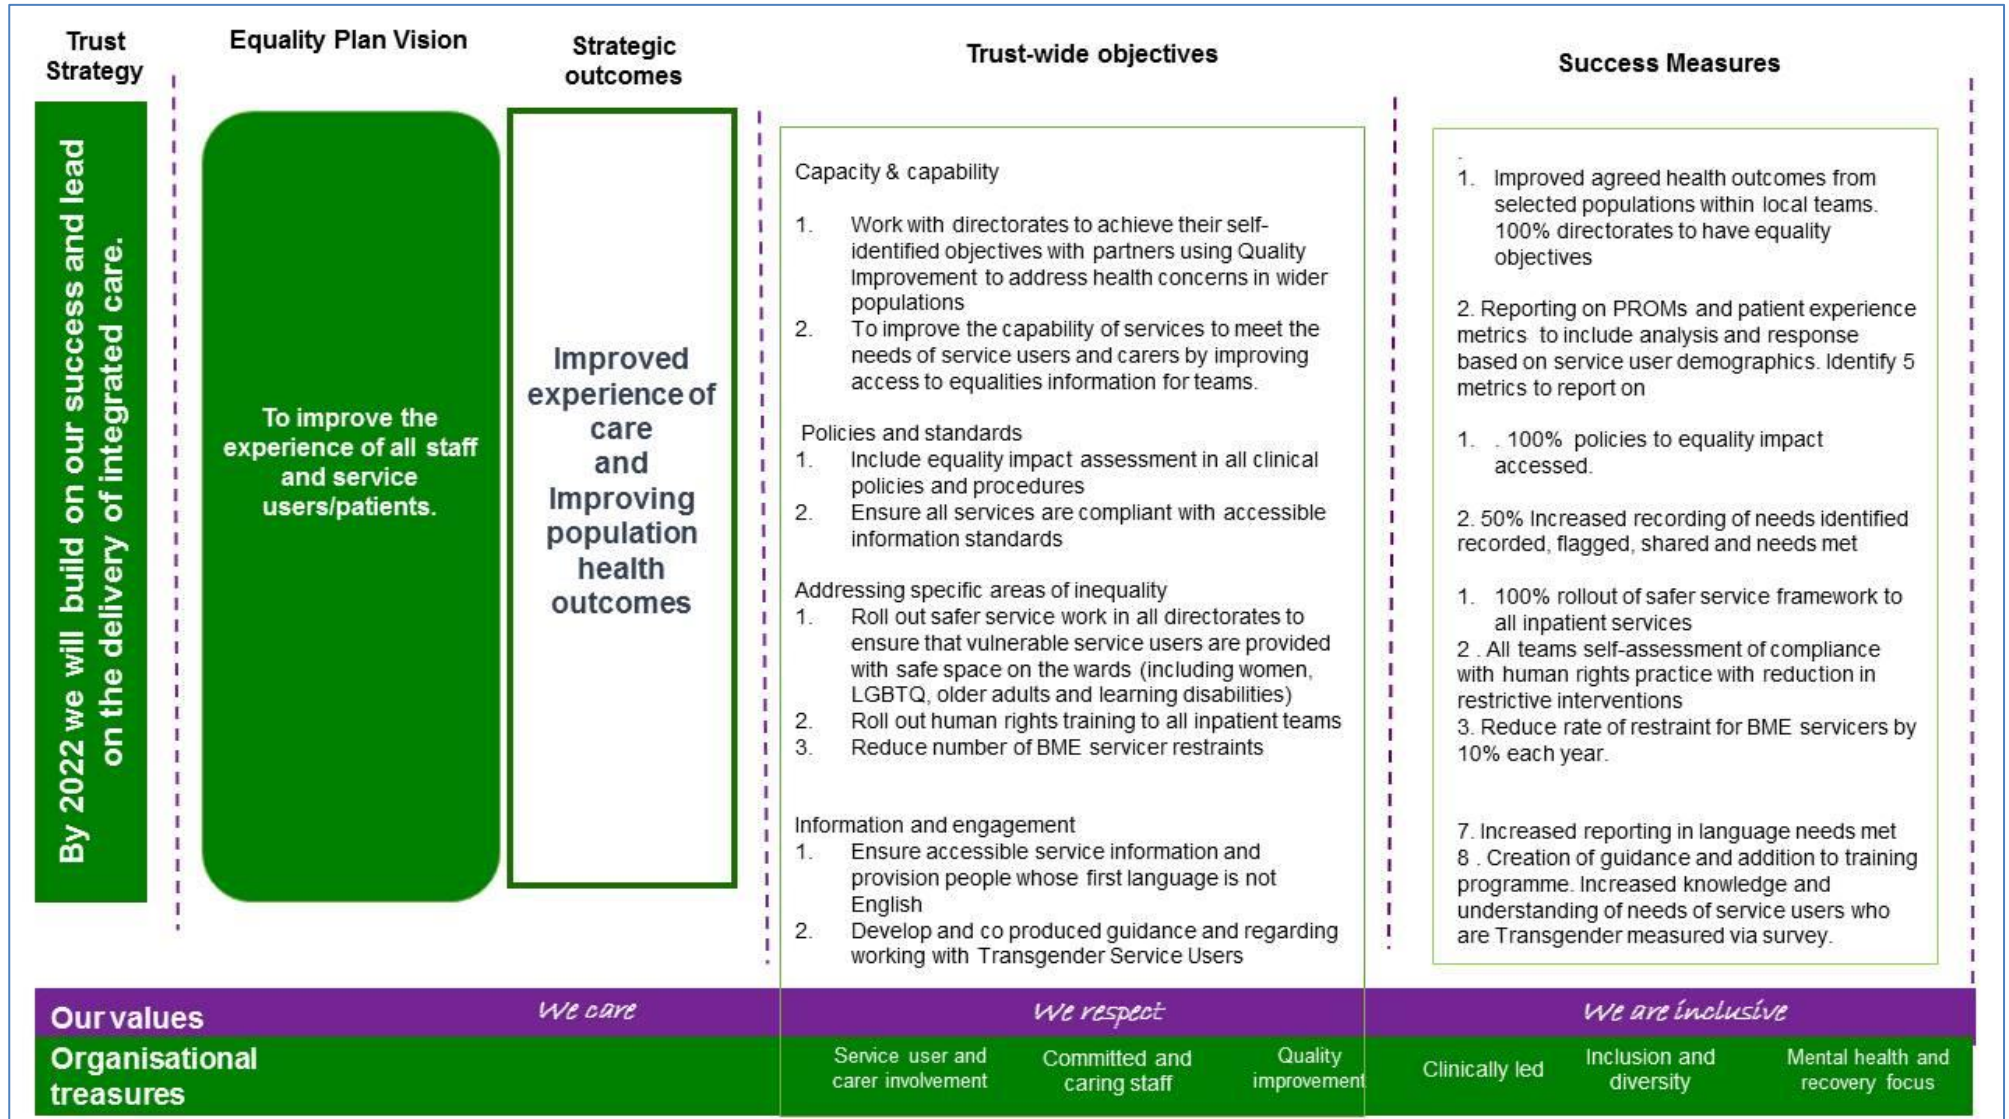 Trust
Strategy
Equality Plan Vision
Strategic
outcomes
Trust-wide objectives
Success Measures
By 2022 we will build on our success and lead
on the delivery of integrated care.
To improve the
experience of all staff
and service
users/patients.
Improved
experience of
care
and
Improving
population
health
outcomes
Capacity & capability
1. Work with directorates to achieve their self-
identified objectives with partners using Quality
Improvement to address health concerns in wider
populations
2. To improve the capability of services to meet the
needs of service users and carers by improving
access to equalities information for teams.
Policies and standards
1. Include equality impact assessment in all clinical
policies and procedures
2. Ensure all services are compliant with accessible
information standards
Addressing specific areas of inequality
1. Roll out safer service work in all directorates to
ensure that vulnerable service users are provided
with safe space on the wards (including women,
LGBTQ, older adults and learning disabilities)
2. Roll out human rights training to all inpatient teams
3. Reduce number of BME servicer restraints
Information and engagement
1. Ensure accessible service information and
provision people whose first language is not
English
2. Develop and co produced guidance and regarding
working with Transgender Service Users
.
1. Improved agreed health outcomes from
selected populations within local teams.
100% directorates to have equality
objectives
2. Reporting on PROMs and patient experience
metrics to include analysis and response
based on service user demographics. Identify 5
metrics to report on
1. . 100% policies to equality impact
accessed.
2. 50% Increased recording of needs identified
recorded, flagged, shared and needs met
1. 100% rollout of safer service framework to
all inpatient services
2 . All teams self-assessment of compliance
with human rights practice with reduction in
restrictive interventions
3. Reduce rate of restraint for BME servicers by
10% each year.
7. Increased reporting in language needs met
8 . Creation of guidance and addition to training
programme. Increased knowledge and
understanding of needs of service users who
are Transgender measured via survey.
Our values
We care
We respect
We are inclusive
Organisational
treasures
Service user and
carer involvement
Committed and
caring staff
Quality
improvement
Clinically led
Inclusion and
diversity
Mental health and
recovery focus